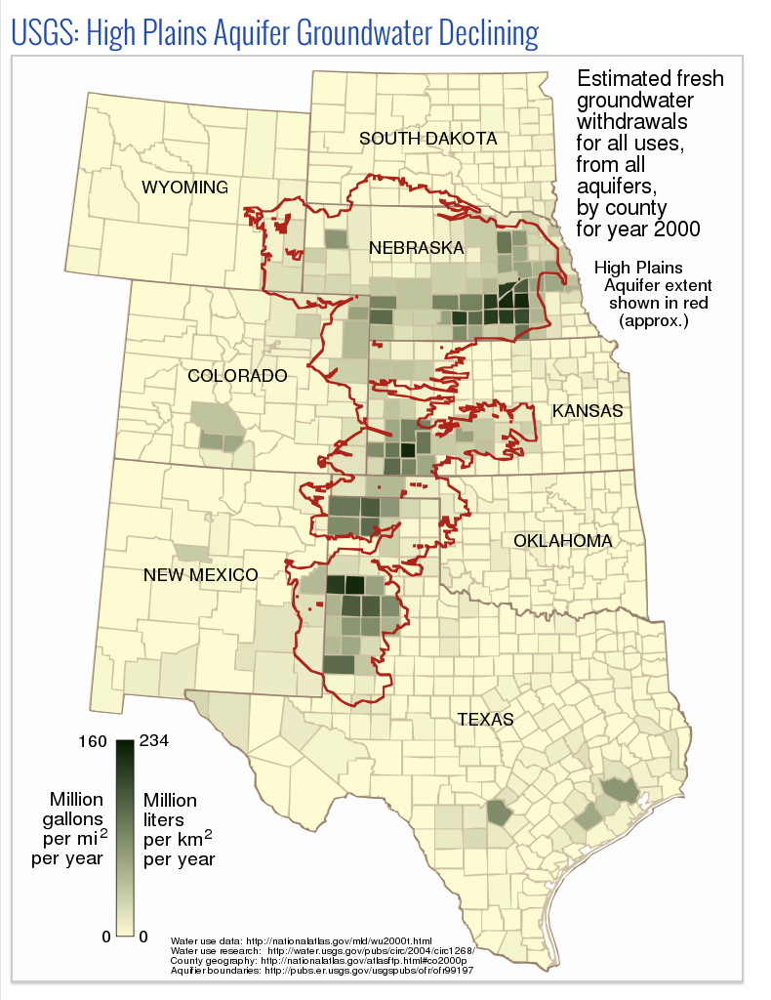 USGS: High Plains Aquifer Groundwater Declining
Estimated fresh
groundwater
withdrawals
for all uses,
from all
aquifers,
by county
for year 2000
High Plains
Aquifer extent
shown in red
(approx.)
SOUTH DAKOTA
WYOMING
NEBRASKA
COLORADO
KANSAS
OKLAHOMA
NEW MEXICO
TEXAS
160 234
Million
gallons
per mi2
per year
Million
liters
per km2
per year
0 0
Water use data: http://nationalatlas.gov/mld/wu2000t.html
Water use research: http://water.usgs.gov/pubs/circ/2004/circ1268/
County geography: http://nationalatlas.gov/atlasftp.html#co2000p
Aquifier boundaries: http://pubs.er.usgs.gov/usgspubs/ofr/ofr99197